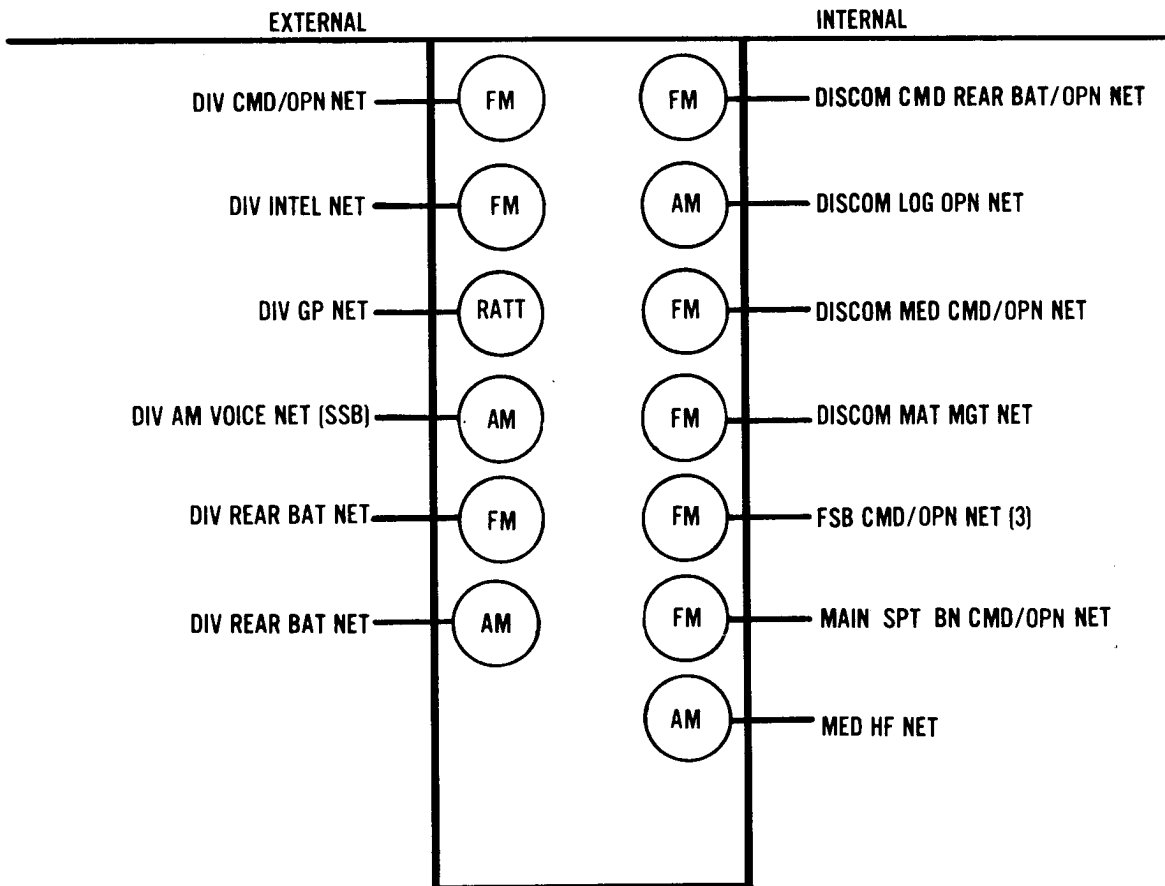 EXTERNAL INTERNAL
DIV CMD/OPN NET FM FM DISCOM CMD REAR BAT/OPN NET
DIV INTEL NET FM AM DISCOM LOG OPN NET
DIV GP NET RATT FM DISCOM MED CMD/OPN NET
DIV AM VOICE NET (SSB) AM FM DISCOM MAT MGT NET
DIV REAR BAT NET FM FM FSB CMD/OPN NET (3)
DIV REAR BAT NET AM FM MAIN SPT BN CMD/OPN NET
AM MED HF NET